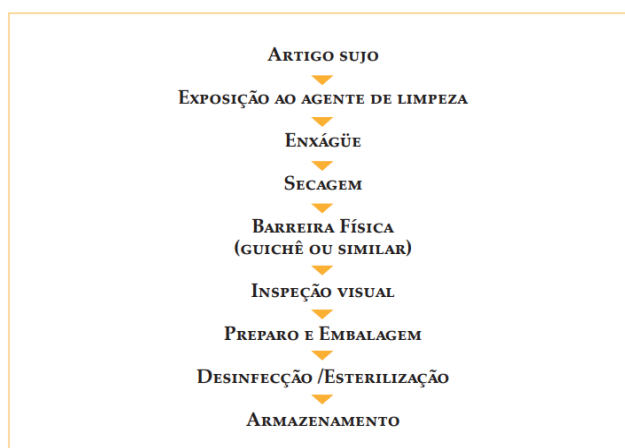 Artigo sujo
Exposição ao agente de limpeza
Enxágüe
Secagem
Barreira Física
(guichê ou similar)
Inspeção visual
Preparo e Embalagem
Desinfecção /Esterilização
Armazenamento